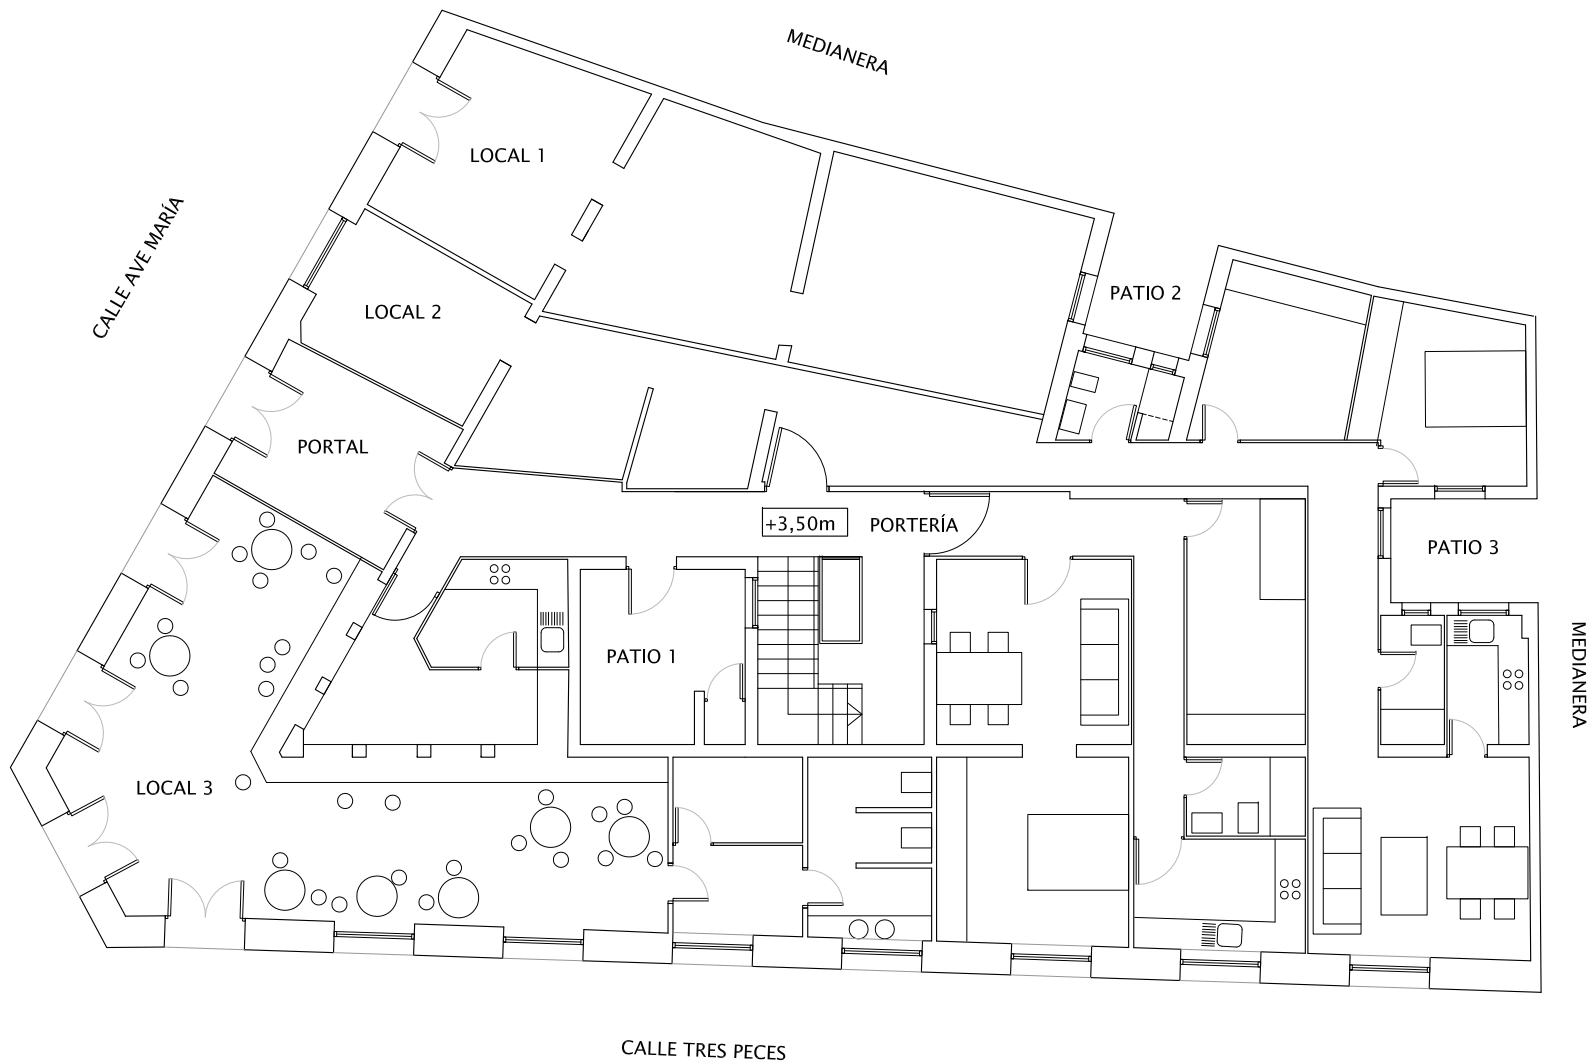 MEDIANERA
LOCAL 1
CALLE AVE MARÍA
PATIO 2
LOCAL 2
PORTAL
+3,50m
PORTERÍA
PATIO 3
PATIO 1
MEDIANERA
LOCAL 3
CALLE TRES PECES